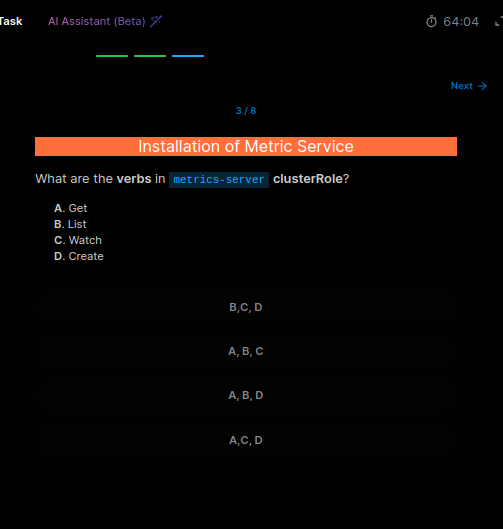 Task AI Assistant (Beta) 64:04
Next →
3 / 8
Installation of Metric Service
What are the verbs in metrics-server clusterRole?
A. Get
B. List
C. Watch
D. Create
B,C, D
A, B, C
A, B, D
A,C, D